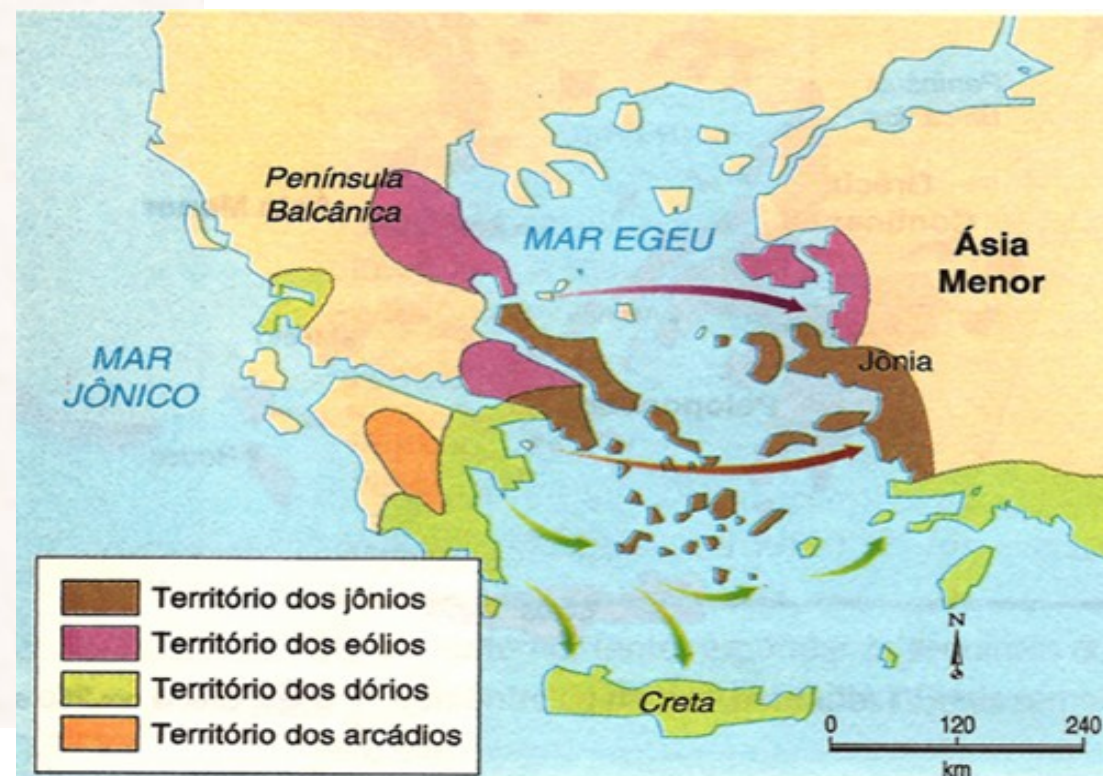 Península
Balcânica
MAR EGEU
Ásia
Menor
MAR
JÔNICO
Jônia
Território dos jônios
Território dos eólios
Território dos dórios
Território dos arcádios
Creta
N
0 120 240
km